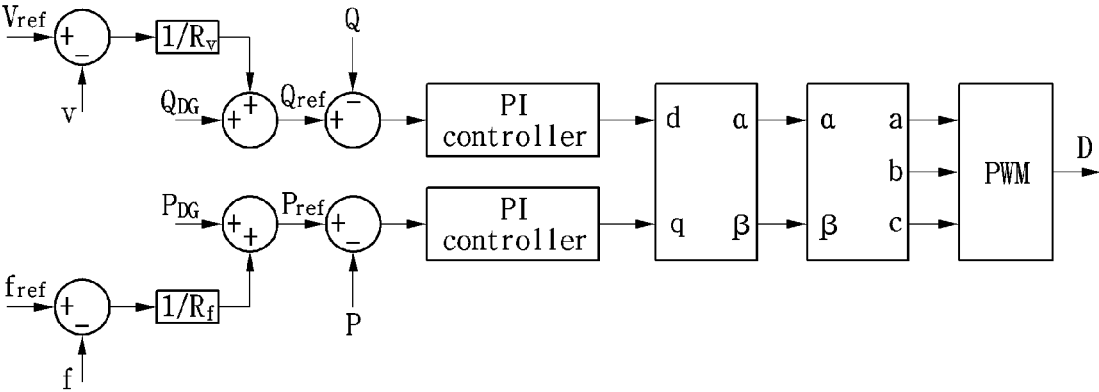 Vref
+
−
1/Rv
v
Q
QDG
+
+
Qref
+
−
PI
controller
d
α
q
β
α
a
b
β
c
PWM
D
PDG
+
+
Pref
+
−
PI
controller
P
fref
+
−
1/Rf
f